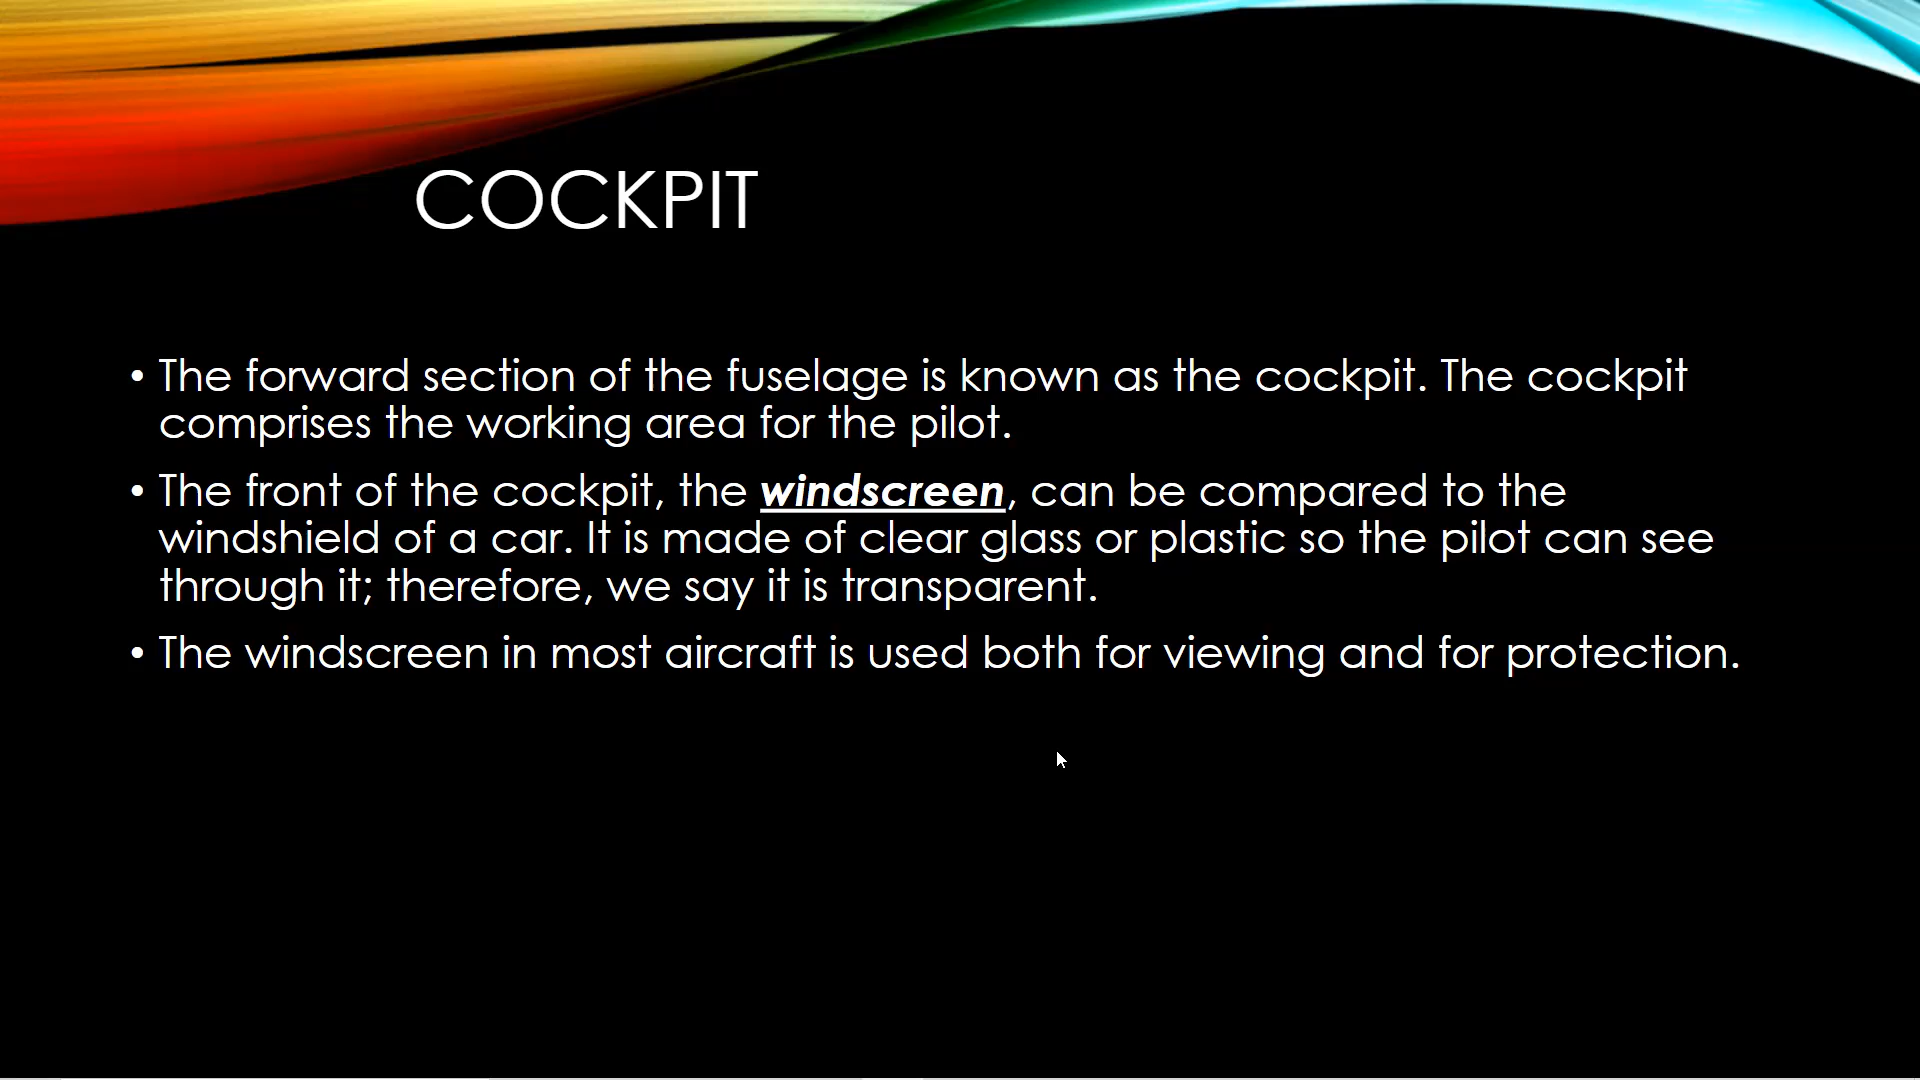 COCKPIT
• The forward section of the fuselage is known as the cockpit. The cockpit
comprises the working area for the pilot.
• The front of the cockpit, the windscreen, can be compared to the
windshield of a car. It is made of clear glass or plastic so the pilot can see
through it; therefore, we say it is transparent.
• The windscreen in most aircraft is used both for viewing and for protection.